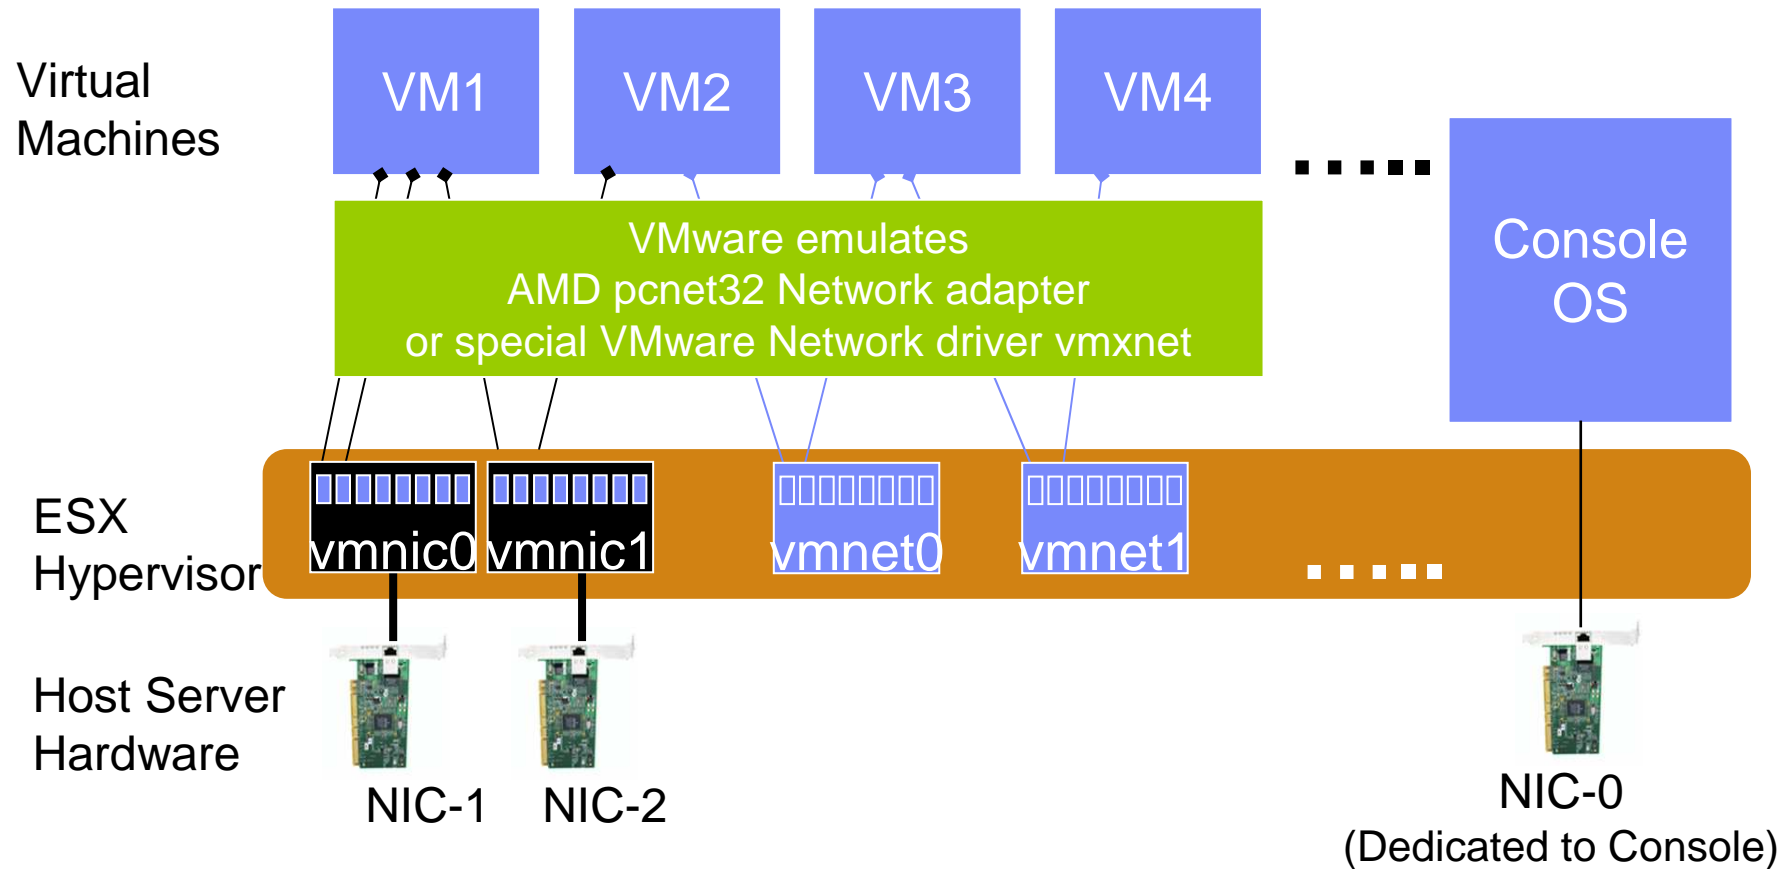 Virtual
Machines
VM1
VM2
VM3
VM4
Console
OS
VMware emulates
AMD pcnet32 Network adapter
or special VMware Network driver vmxnet
ESX
Hypervisor
vmnic0
vmnic1
vmnet0
vmnet1
Host Server
Hardware
NIC-1
NIC-2
NIC-0
(Dedicated to Console)